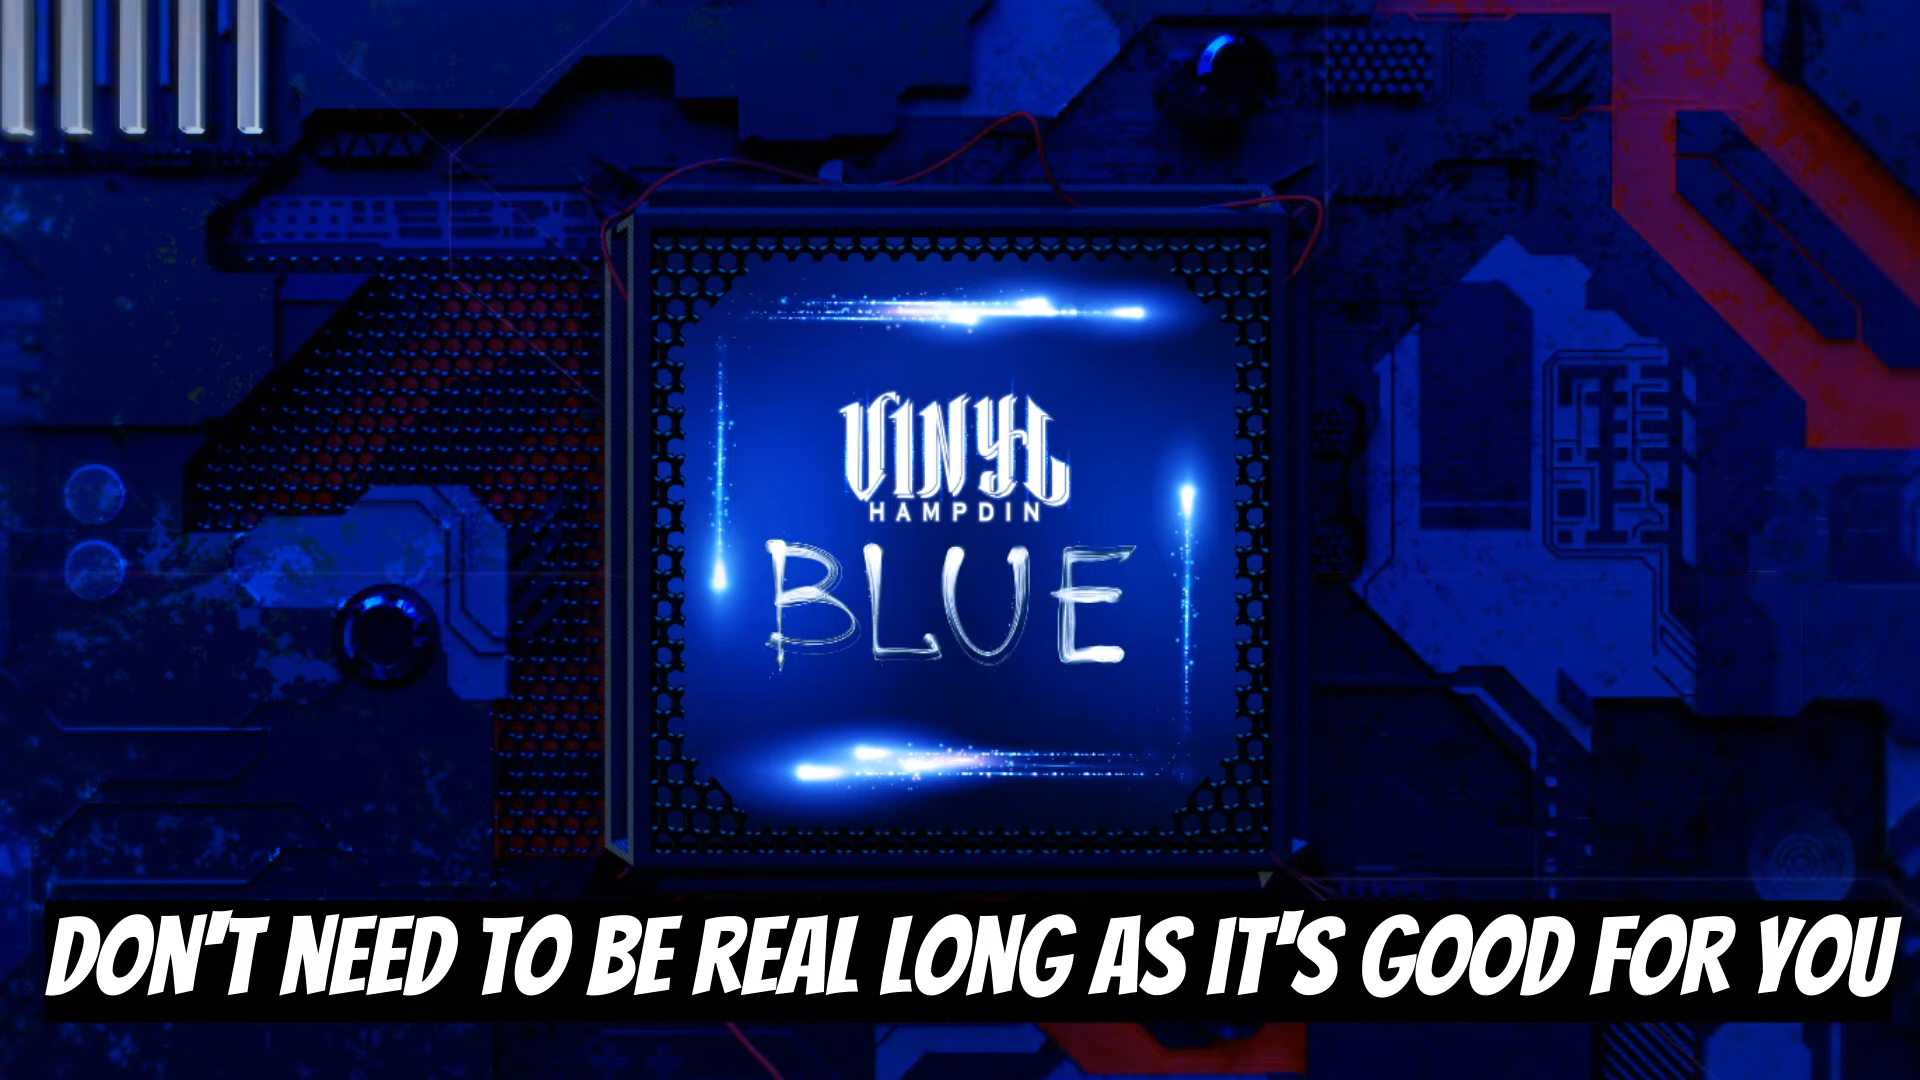 VINYL
HAMPDIN
BLUE
DON'T NEED TO BE REAL LONG AS IT'S GOOD FOR YOU